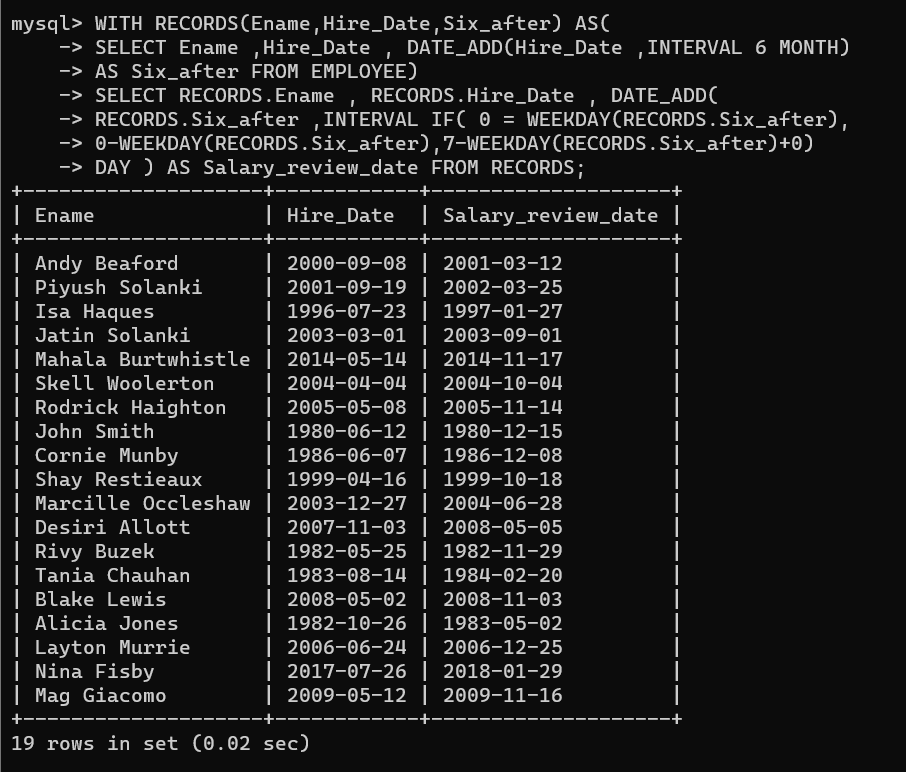 mysql> WITH RECORDS(Ename,Hire_Date,Six_after) AS(
    -> SELECT Ename ,Hire_Date , DATE_ADD(Hire_Date ,INTERVAL 6 MONTH)
    -> AS Six_after FROM EMPLOYEE)
    -> SELECT RECORDS.Ename , RECORDS.Hire_Date , DATE_ADD(
    -> RECORDS.Six_after ,INTERVAL IF( 0 = WEEKDAY(RECORDS.Six_after),
    -> 0-WEEKDAY(RECORDS.Six_after),7-WEEKDAY(RECORDS.Six_after)+0)
    -> DAY ) AS Salary_review_date FROM RECORDS;
+---------------------+------------+--------------------+
| Ename               | Hire_Date  | Salary_review_date |
+---------------------+------------+--------------------+
| Andy Beaford        | 2000-09-08 | 2001-03-12         |
| Piyush Solanki      | 2001-09-19 | 2002-03-25         |
| Isa Haques          | 1996-07-23 | 1997-01-27         |
| Jatin Solanki       | 2003-03-01 | 2003-09-01         |
| Mahala Burtwhistle  | 2014-05-14 | 2014-11-17         |
| Skell Woolerton     | 2004-04-04 | 2004-10-04         |
| Rodrick Haighton    | 2005-05-08 | 2005-11-14         |
| John Smith          | 1980-06-12 | 1980-12-15         |
| Cornie Munby        | 1986-06-07 | 1986-12-08         |
| Shay Restieaux      | 1999-04-16 | 1999-10-18         |
| Marcille Occleshaw  | 2003-12-27 | 2004-06-28         |
| Desiri Allott       | 2007-11-03 | 2008-05-05         |
| Rivy Buzek          | 1982-05-25 | 1982-11-29         |
| Tania Chauhan       | 1983-08-14 | 1984-02-20         |
| Blake Lewis         | 2008-05-02 | 2008-11-03         |
| Alicia Jones        | 1982-10-26 | 1983-05-02         |
| Layton Murrie       | 2006-06-24 | 2006-12-25         |
| Nina Fisby          | 2017-07-26 | 2018-01-29         |
| Mag Giacomo         | 2009-05-12 | 2009-11-16         |
+---------------------+------------+--------------------+
19 rows in set (0.02 sec)